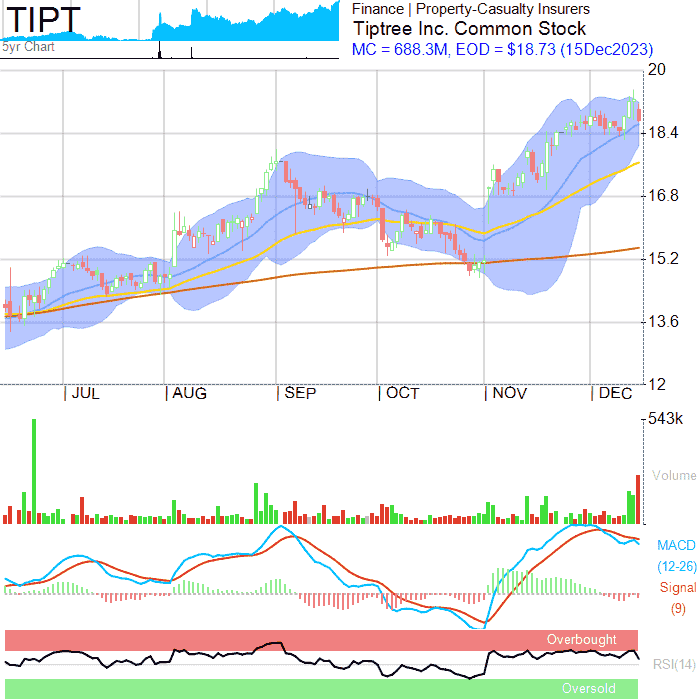 TIPT
5yr Chart
Finance | Property-Casualty Insurers
Tiptree Inc. Common Stock
MC = 688.3M, EOD = $18.73 (15Dec2023)
20
18.4
16.8
15.2
13.6
12
| JUL | AUG | SEP | OCT | NOV | DEC
543k
Volume
MACD
(12-26)
Signal
(9)
Overbought
RSI(14)
Oversold